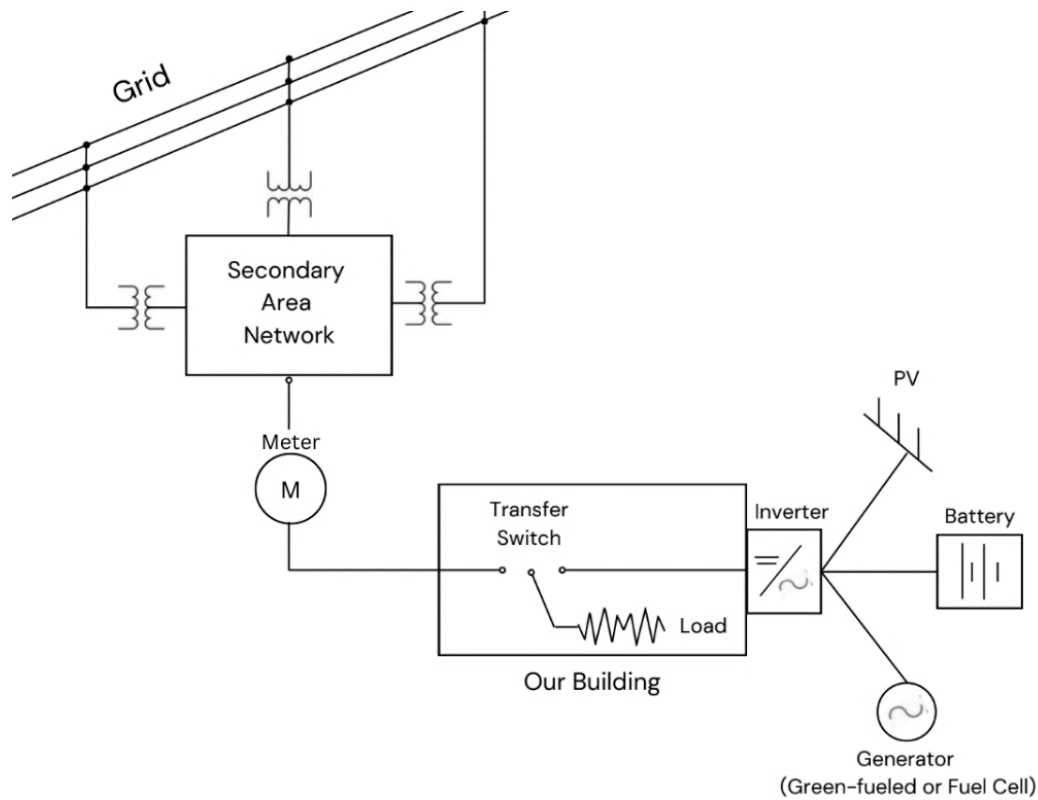 Grid
Secondary
Area
Network
Meter
M
Transfer
Switch
Load
Our Building
Inverter
PV
Battery
Generator
(Green-fueled or Fuel Cell)